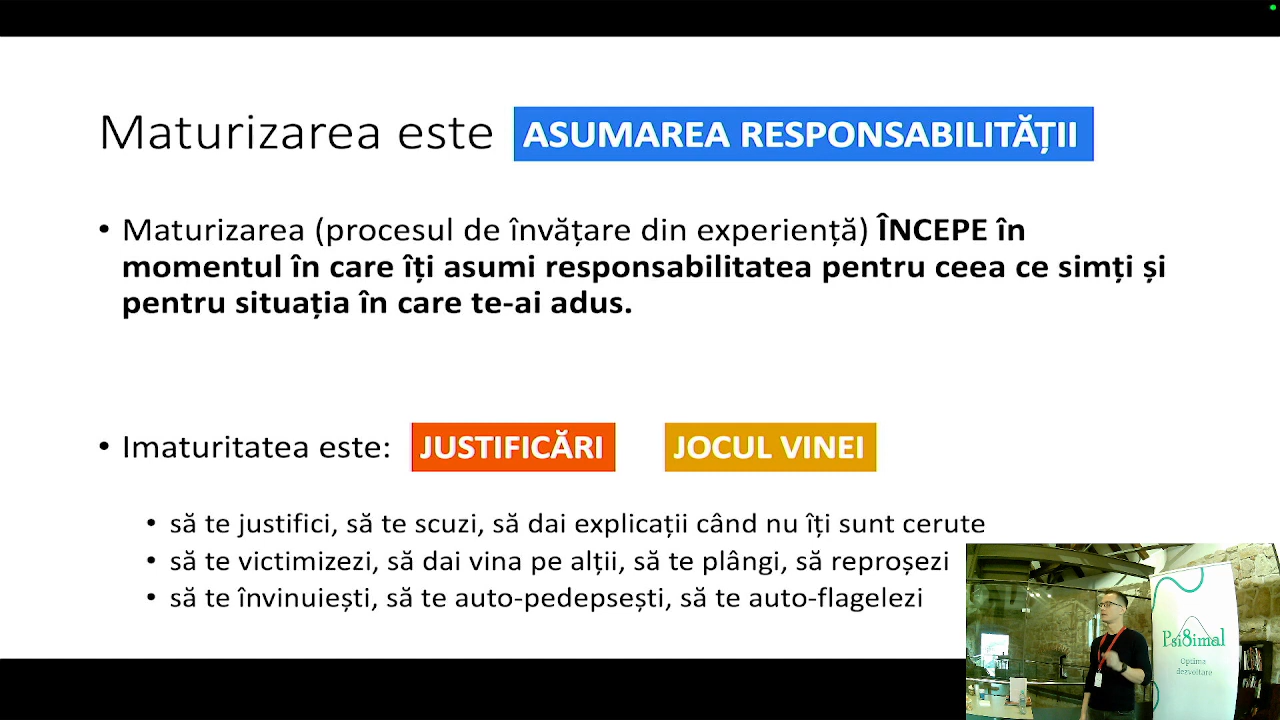 Maturizarea este ASUMAREA RESPONSABILITĂȚII
• Maturizarea (procesul de învățare din experiență) ÎNCEPE în
momentul în care îți asumi responsabilitatea pentru ceea ce simți și
pentru situația în care te-ai adus.
• Imaturitatea este: JUSTIFICĂRI JOCUL VINEI
• să te justifici, să te scuzi, să dai explicații când nu îți sunt cerute
• să te victimizezi, să dai vina pe alții, să te plângi, să reproșezi
• să te învinuiești, să te auto-pedepsești, să te auto-flagelezi
Psi8imal
Optima
dezvoltare